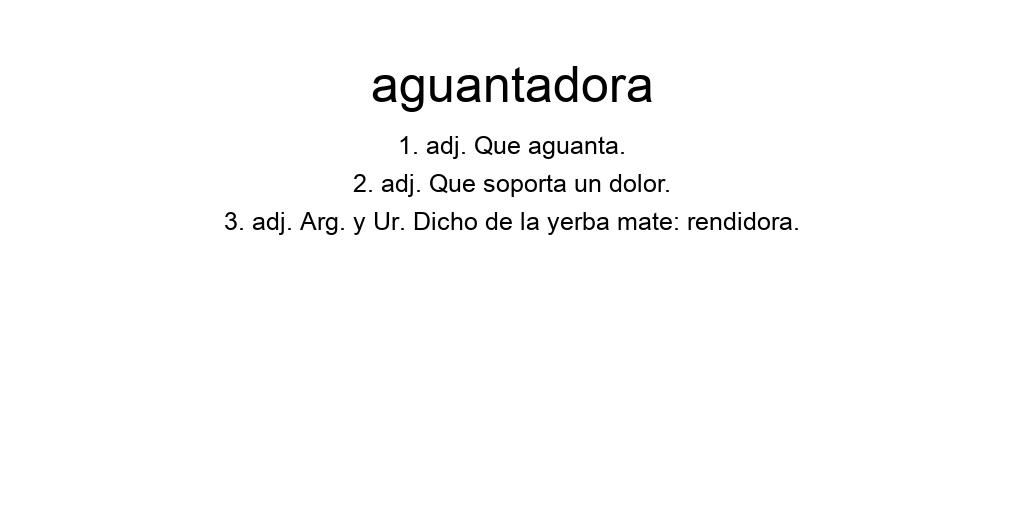 aguantadora
1. adj. Que aguanta.
2. adj. Que soporta un dolor.
3. adj. Arg. y Ur. Dicho de la yerba mate: rendidora.